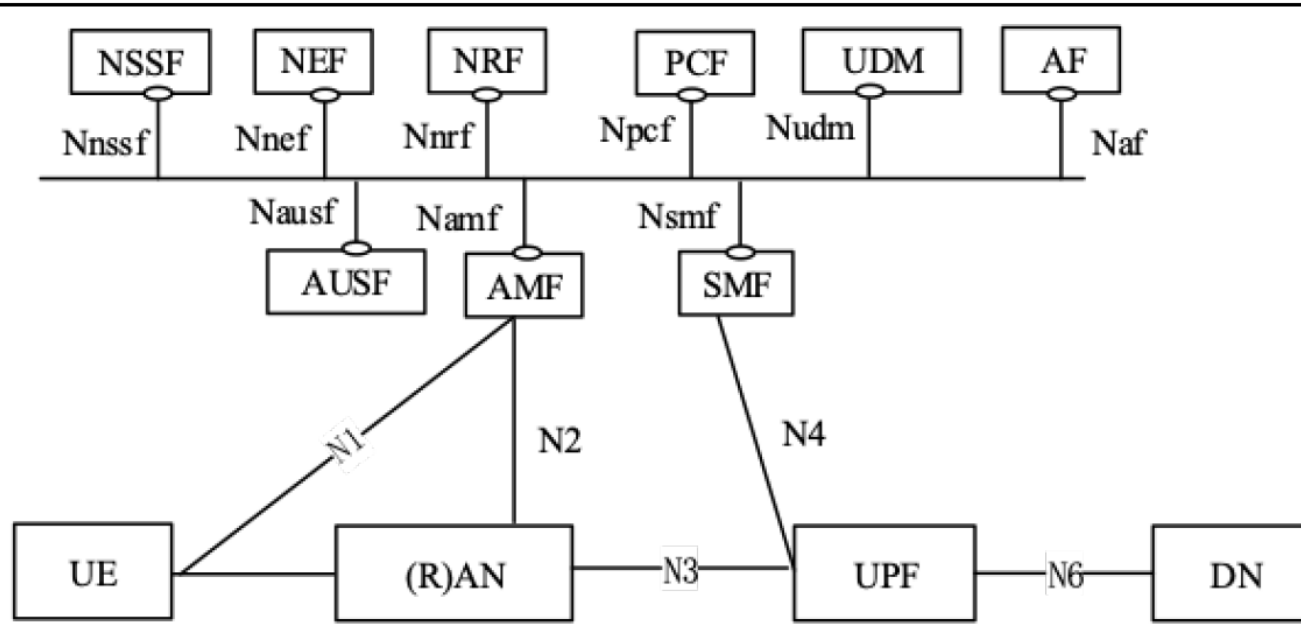 NSSF NEF NRF PCF UDM AF
Nnssf Nnef Nnrf Npcf Nudm Naf
Nausf Namf Nsmf
AUSF AMF SMF
N1 N2 N4
UE (R)AN N3 UPF N6 DN